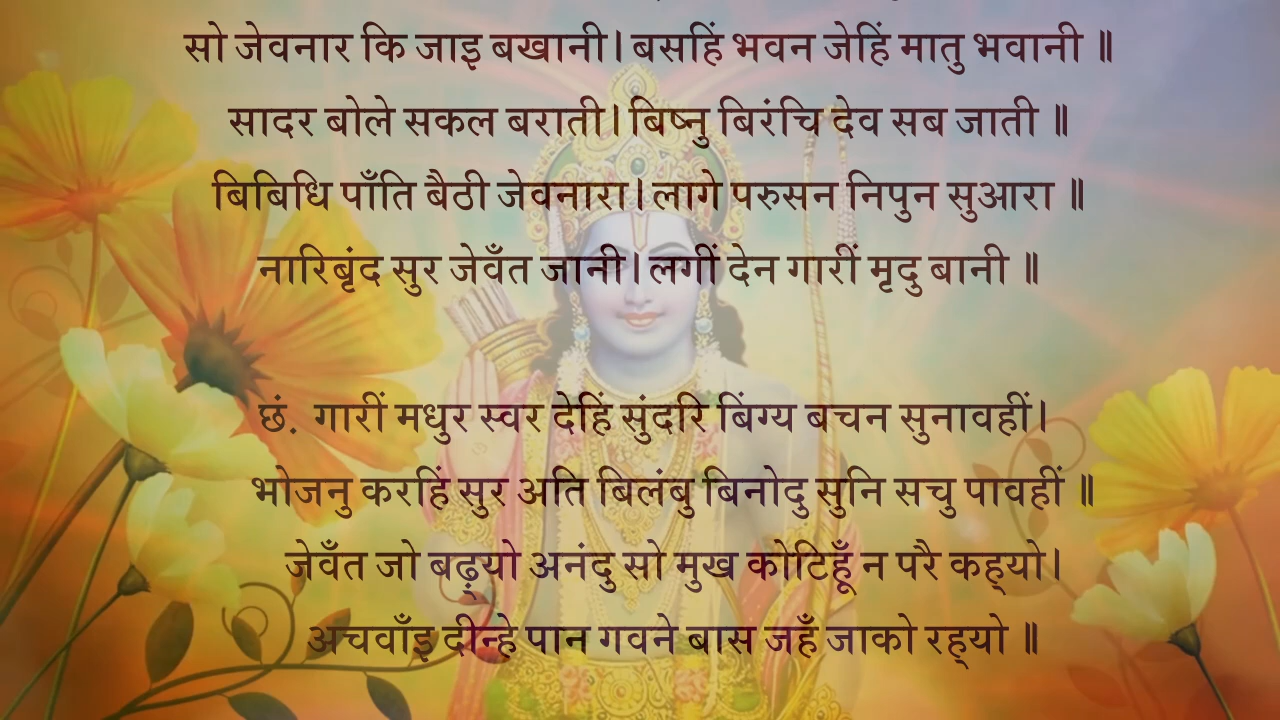 सो जेवनार कि जाइ बखानी। बसहिं भवन जेहिं मातु भवानी ॥
सादर बोले सकल बराती। बिष्नु बिरंचि देव सब जाती ॥
बिबिधि पाँति बैठी जेवनारा। लागे परुसन निपुन सुआरा ॥
नारिबृंद सुर जेवँत जानी। लगीं देन गारीं मृदु बानी ॥
छं. गारीं मधुर स्वर देहिं सुंदरि बिंग्य बचन सुनावहीं।
भोजनु करहिं सुर अति बिलंबु बिनोदु सुनि सचु पावहीं ॥
जेवँत जो बढ़्यो अनंदु सो मुख कोटिहूँ न परै कह्यो।
अचवाँइ दीन्हे पान गवने बास जहँ जाको रह्यो ॥